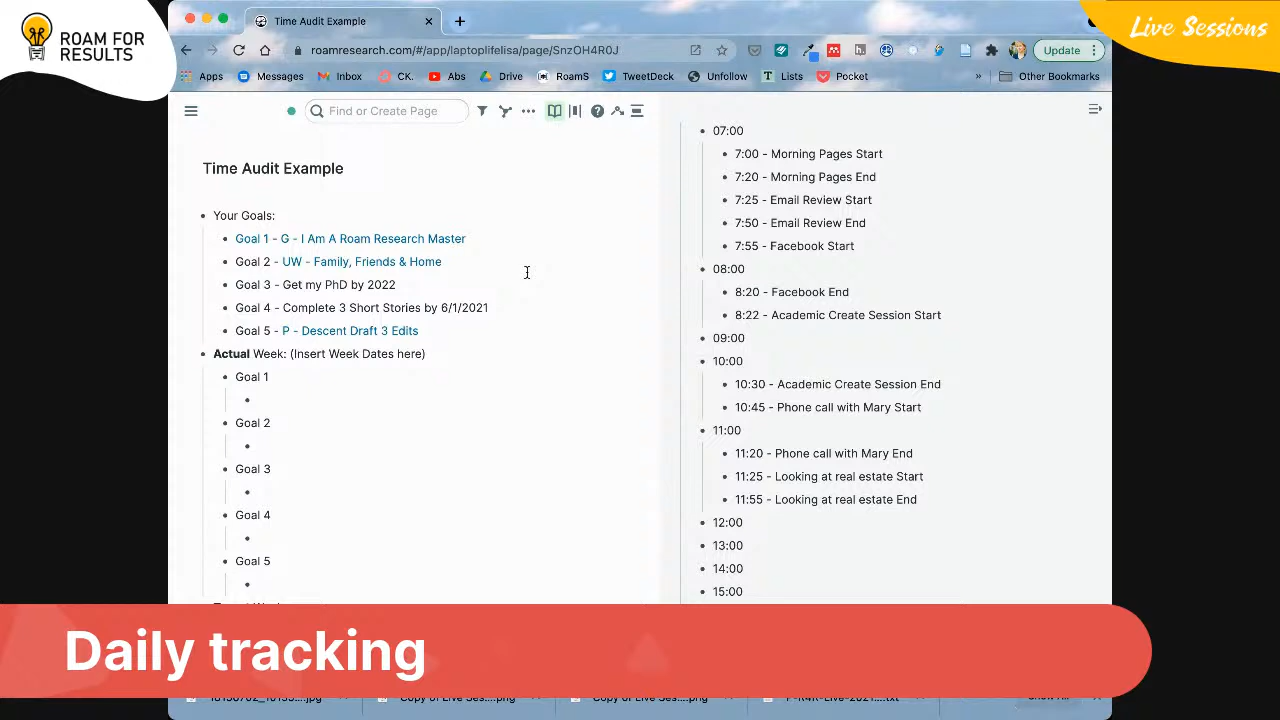 ROAM FOR
RESULTS
Live Sessions
Time Audit Example
roamresearch.com/#/app/laptoplifelisa/page/SnzOH4R0J
Update
Apps
Messages
Inbox
CK.
Abs
Drive
RoamS
TweetDeck
Unfollow
Lists
Pocket
»
Other Bookmarks
Find or Create Page
Time Audit Example
Your Goals:
Goal 1 - G - I Am A Roam Research Master
Goal 2 - UW - Family, Friends & Home
Goal 3 - Get my PhD by 2022
Goal 4 - Complete 3 Short Stories by 6/1/2021
Goal 5 - P - Descent Draft 3 Edits
Actual Week: (Insert Week Dates here)
Goal 1
Goal 2
Goal 3
Goal 4
Goal 5
07:00
7:00 - Morning Pages Start
7:20 - Morning Pages End
7:25 - Email Review Start
7:50 - Email Review End
7:55 - Facebook Start
08:00
8:20 - Facebook End
8:22 - Academic Create Session Start
09:00
10:00
10:30 - Academic Create Session End
10:45 - Phone call with Mary Start
11:00
11:20 - Phone call with Mary End
11:25 - Looking at real estate Start
11:55 - Looking at real estate End
12:00
13:00
14:00
15:00
Daily tracking